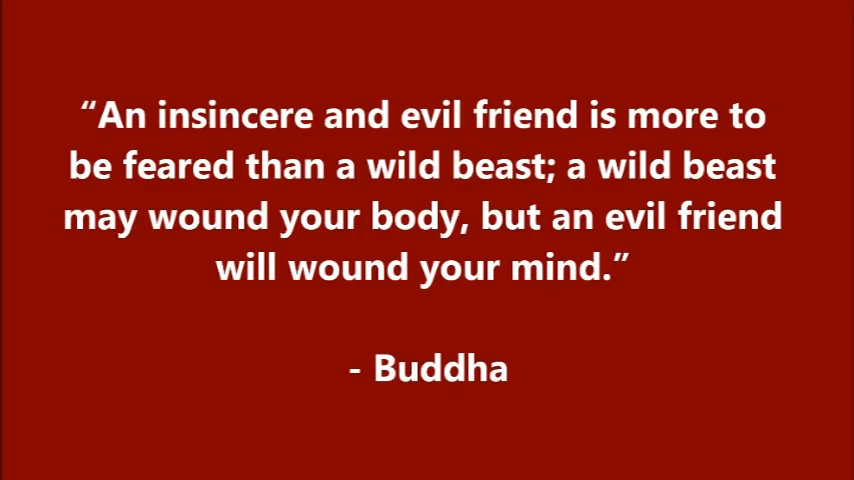 “An insincere and evil friend is more to
be feared than a wild beast; a wild beast
may wound your body, but an evil friend
will wound your mind.”
- Buddha